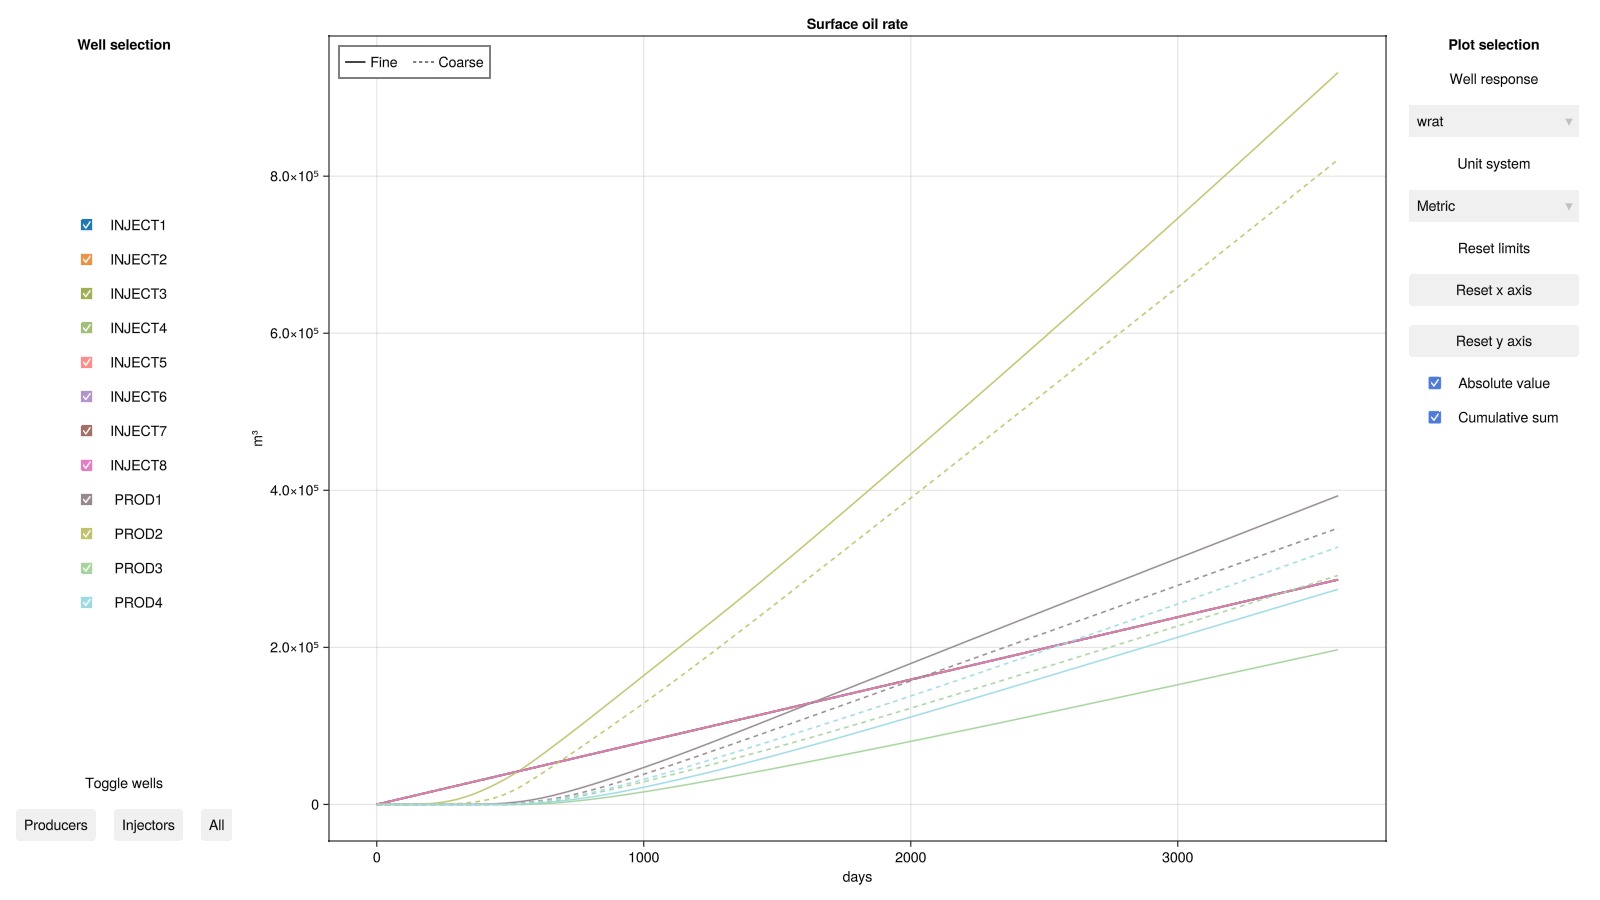 Well selection
INJECT1
INJECT2
INJECT3
INJECT4
INJECT5
INJECT6
INJECT7
INJECT8
PROD1
PROD2
PROD3
PROD4
Toggle wells
Producers Injectors All
Surface oil rate
Fine Coarse
m³
8.0×10⁵
6.0×10⁵
4.0×10⁵
2.0×10⁵
0
0 1000 2000 3000
days
Plot selection
Well response
wrat
Unit system
Metric
Reset limits
Reset x axis
Reset y axis
Absolute value
Cumulative sum